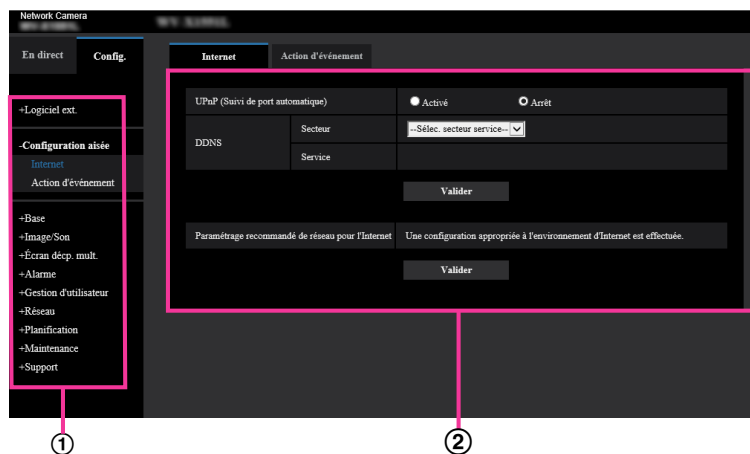 Network Camera
En direct
Config.
Internet
Action d'événement
+Logiciel ext.
-Configuration aisée
Internet
Action d'événement
+Base
+Image/Son
+Écran décp. mult.
+Alarme
+Gestion d'utilisateur
+Réseau
+Planification
+Maintenance
+Support
UPnP (Suivi de port automatique)
Activé
Arrêt
DDNS
Secteur
--Sélec. secteur service--
Service
Valider
Paramétrage recommandé de réseau pour l'Internet
Une configuration appropriée à l'environnement d'Internet est effectuée.
Valider
①
②